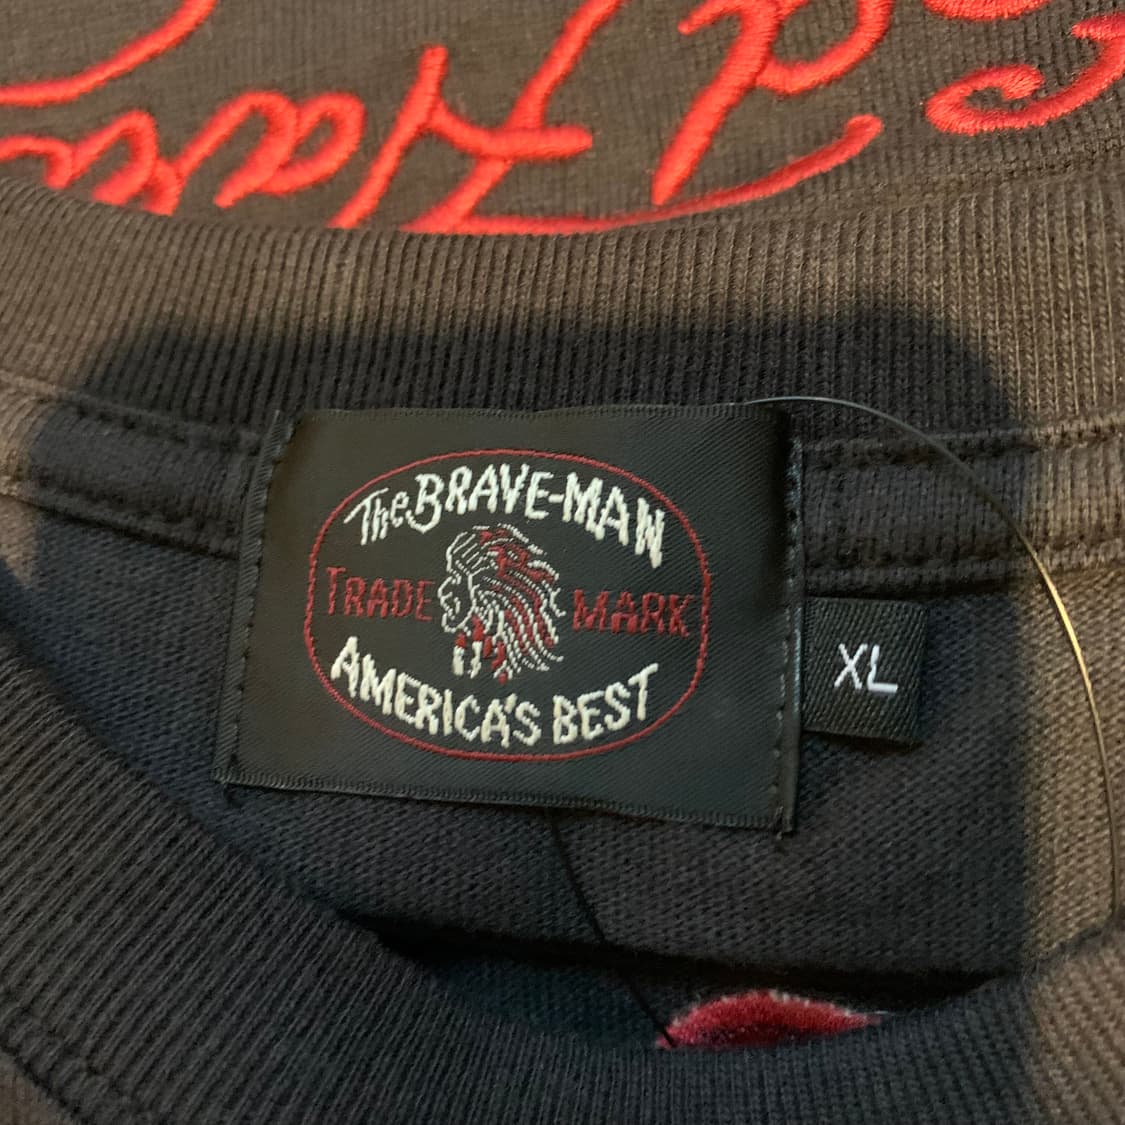 The BRAVE-MAN
TRADE MARK
AMERICA'S BEST
XL